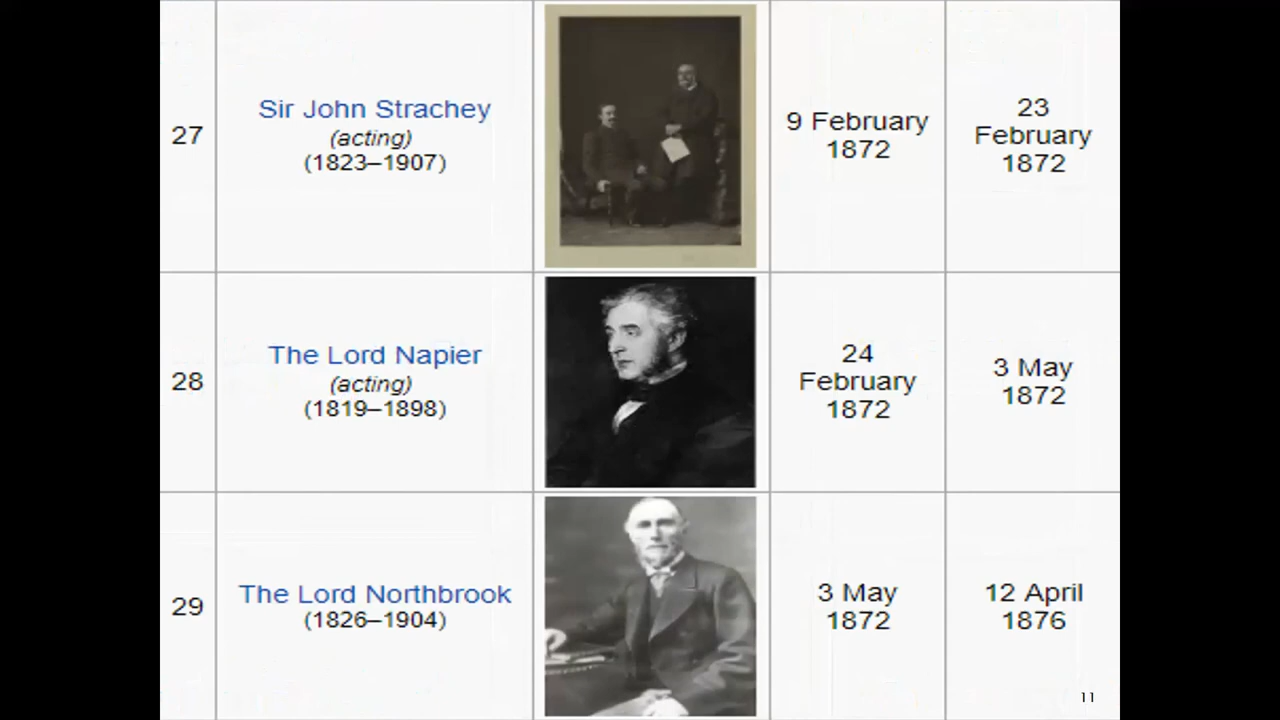 27
Sir John Strachey
(acting)
(1823–1907)
9 February
1872
23
February
1872
28
The Lord Napier
(acting)
(1819–1898)
24
February
1872
3 May
1872
29
The Lord Northbrook
(1826–1904)
3 May
1872
12 April
1876
11